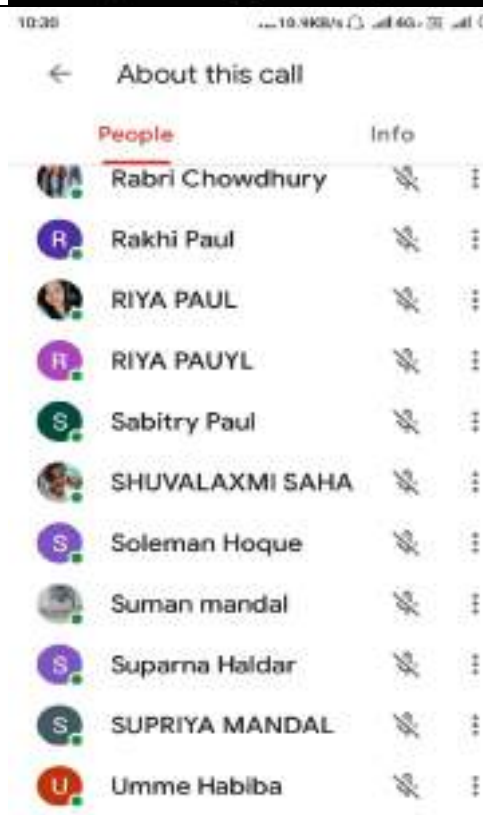 10:30
About this call
People Info
Rabri Chowdhury
R Rakhi Paul
RIYA PAUL
R RIYA PAUYL
S Sabitry Paul
SHUVALAXMI SAHA
S Soleman Hoque
Suman mandal
S Suparna Haldar
S SUPRIYA MANDAL
U Umme Habiba